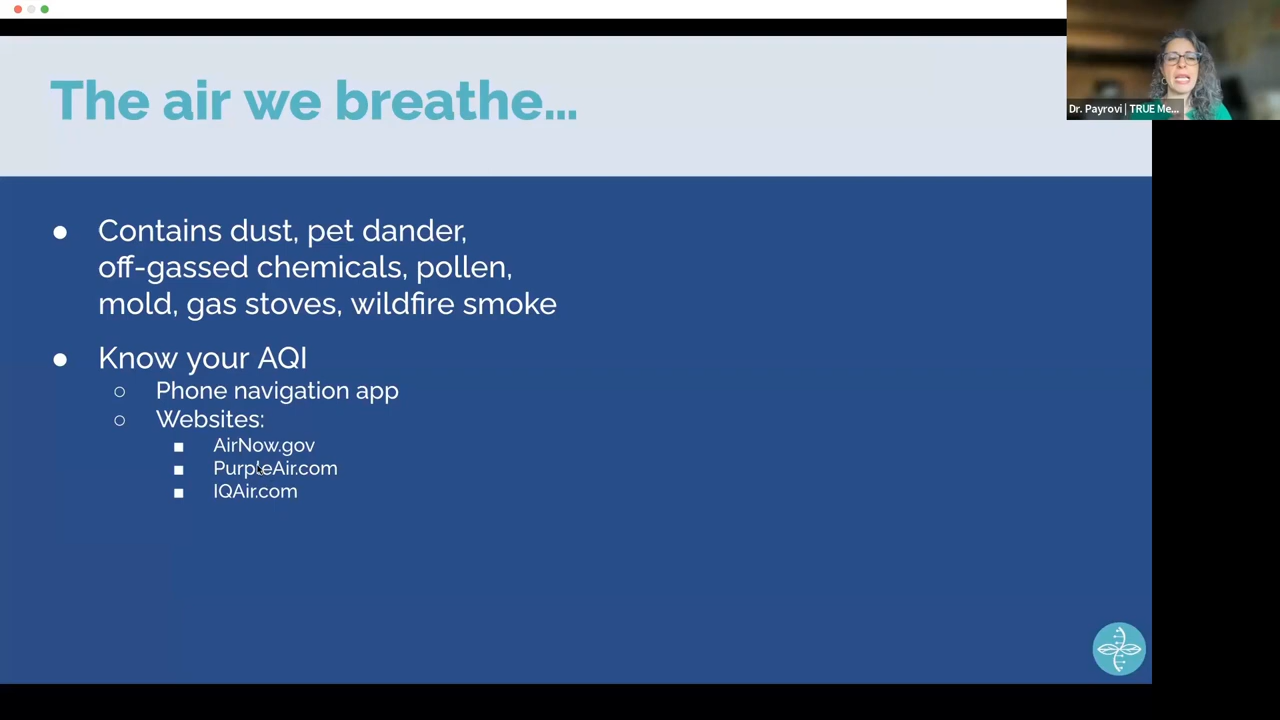 The air we breathe...
Dr. Payrovi | TRUE Me...
Contains dust, pet dander,
off-gassed chemicals, pollen,
mold, gas stoves, wildfire smoke
Know your AQI
Phone navigation app
Websites:
AirNow.gov
PurpleAir.com
IQAir.com